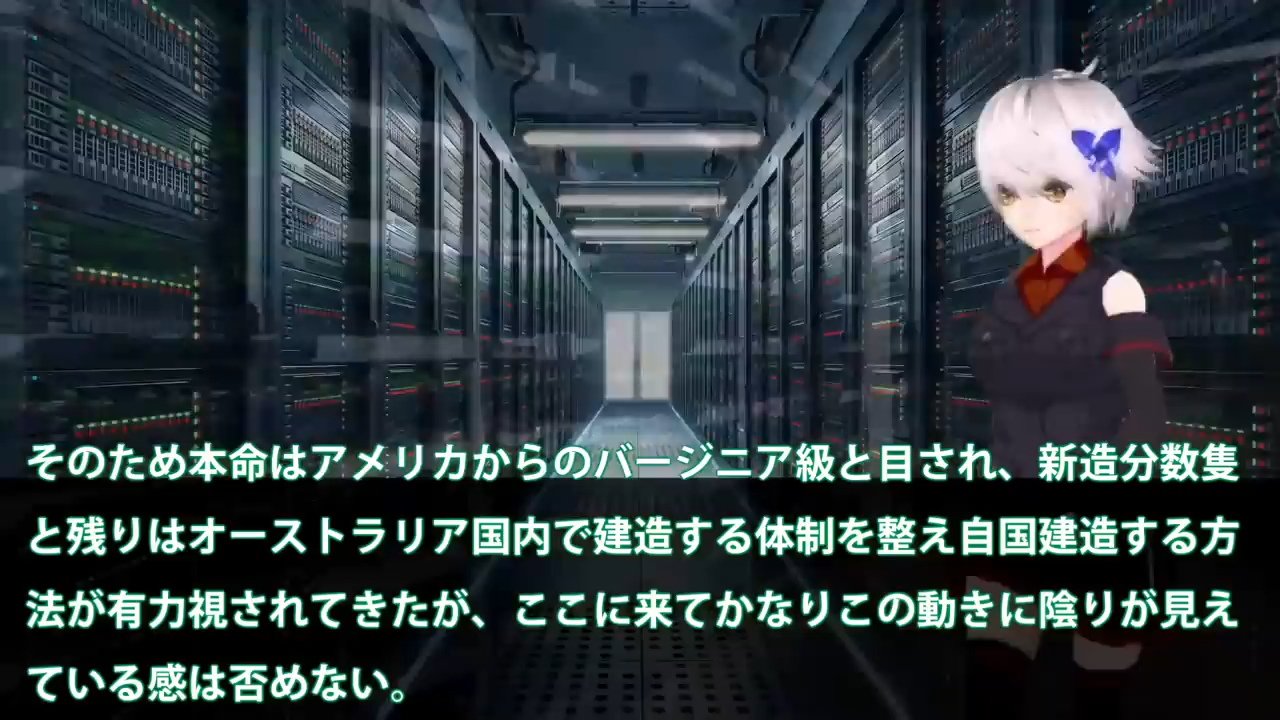 そのため本命はアメリカからのバージニア級と目され、新造分数隻
と残りはオーストラリア国内で建造する体制を整え自国建造する方
法が有力視されてきたが、ここに来てかなりこの動きに陰りが見え
ている感は否めない。